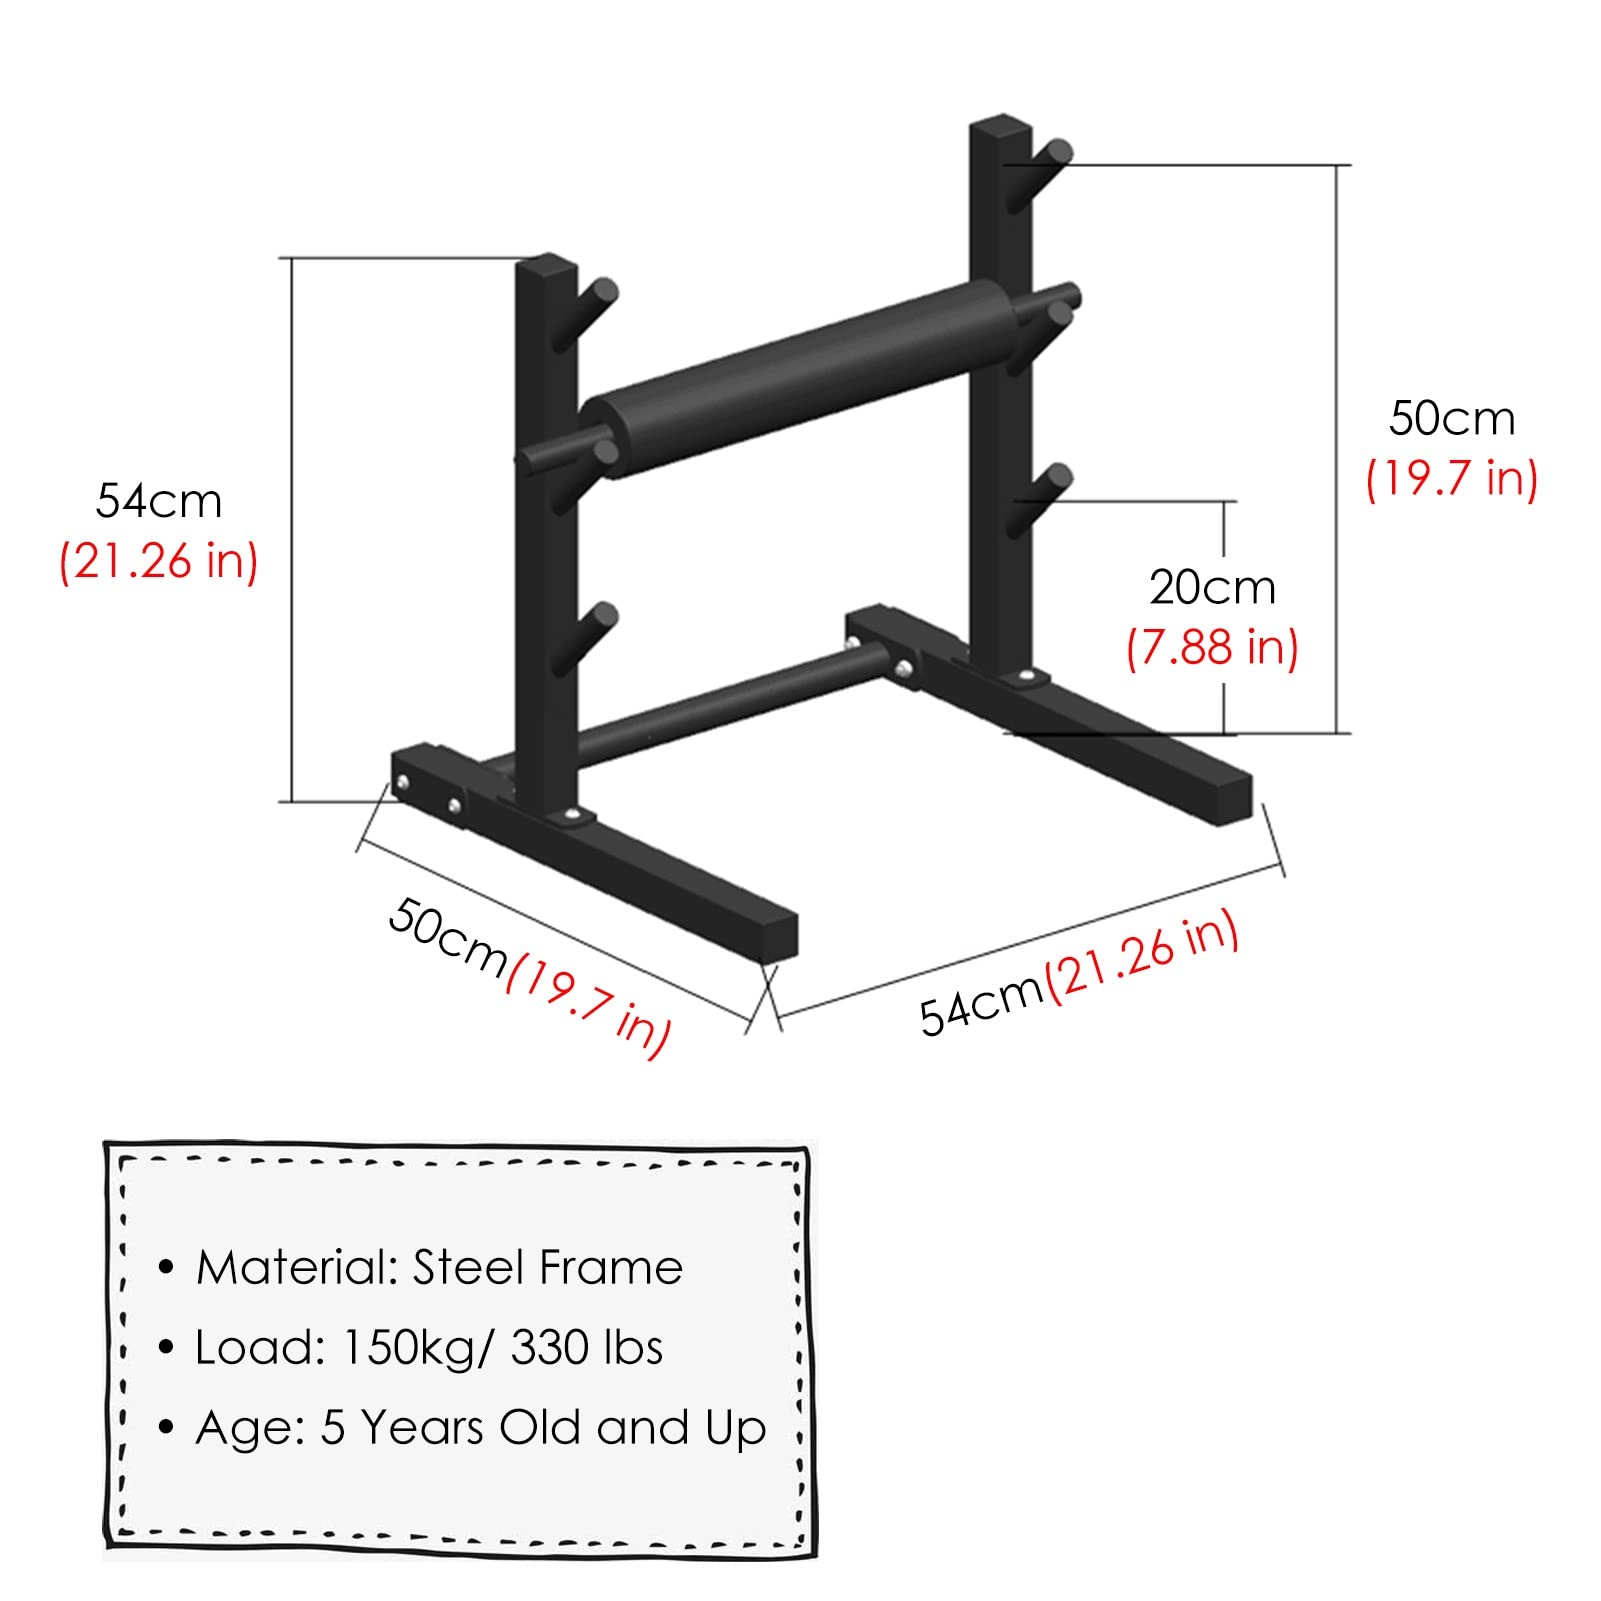 54cm
(21.26 in)
50cm
(19.7 in)
20cm
(7.88 in)
50cm(19.7 in)
54cm(21.26 in)
• Material: Steel Frame
• Load: 150kg/ 330 lbs
• Age: 5 Years Old and Up